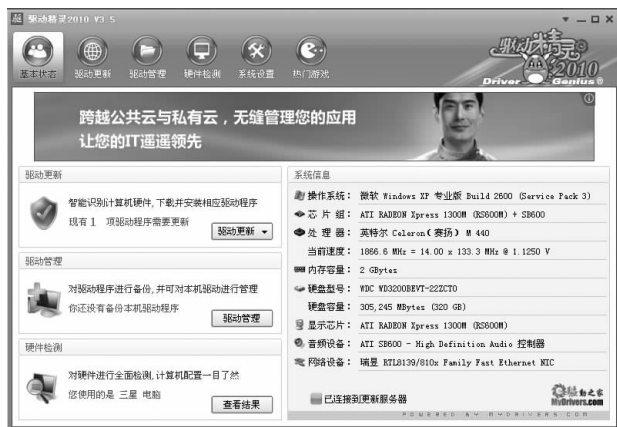 驱动精灵2010 V3 5
基本状态 驱动更新 驱动管理 硬件检测 系统设置 热门游戏
驱动精灵 2010
Driver Genius
跨越公共云与私有云，无缝管理您的应用
让您的IT遥遥领先
驱动更新
智能识别计算机硬件,下载并安装相应驱动程序
现有 1 项驱动程序需要更新
驱动更新
驱动管理
对驱动程序进行备份,并可对本机驱动进行管理
你还没有备份本机驱动程序
驱动管理
硬件检测
对硬件进行全面检测,计算机配置一目了然
您使用的是 三星 电脑
查看结果
系统信息
操作系统： 微软 Windows XP 专业版 Build 2600 (Service Pack 3)
芯 片 组： ATI RADEON Xpress 1300M (RS600M) + SB600
处 理 器： 英特尔 Celeron(赛扬) M 440
当前速度： 1866.6 MHz = 14.00 x 133.3 MHz @ 1.1250 V
内存容量： 2 GBytes
硬盘型号： WDC WD3200BEVT-22ZCT0
硬盘容量： 305,245 MBytes (320 GB)
显示芯片： ATI RADEON Xpress 1300M (RS600M)
音频设备： ATI SB600 - High Definition Audio 控制器
网络设备： 瑞昱 RTL8139/810x Family Fast Ethernet NIC
已连接到更新服务器
驱动之家
MyDrivers.com
POWERED BY MYDRIVERS.COM